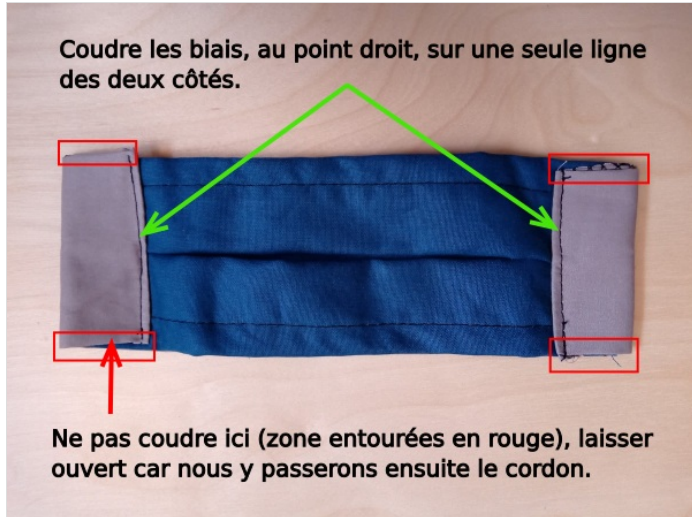 Coudre les biais, au point droit, sur une seule ligne
des deux côtés.
Ne pas coudre ici (zone entourées en rouge), laisser
ouvert car nous y passerons ensuite le cordon.